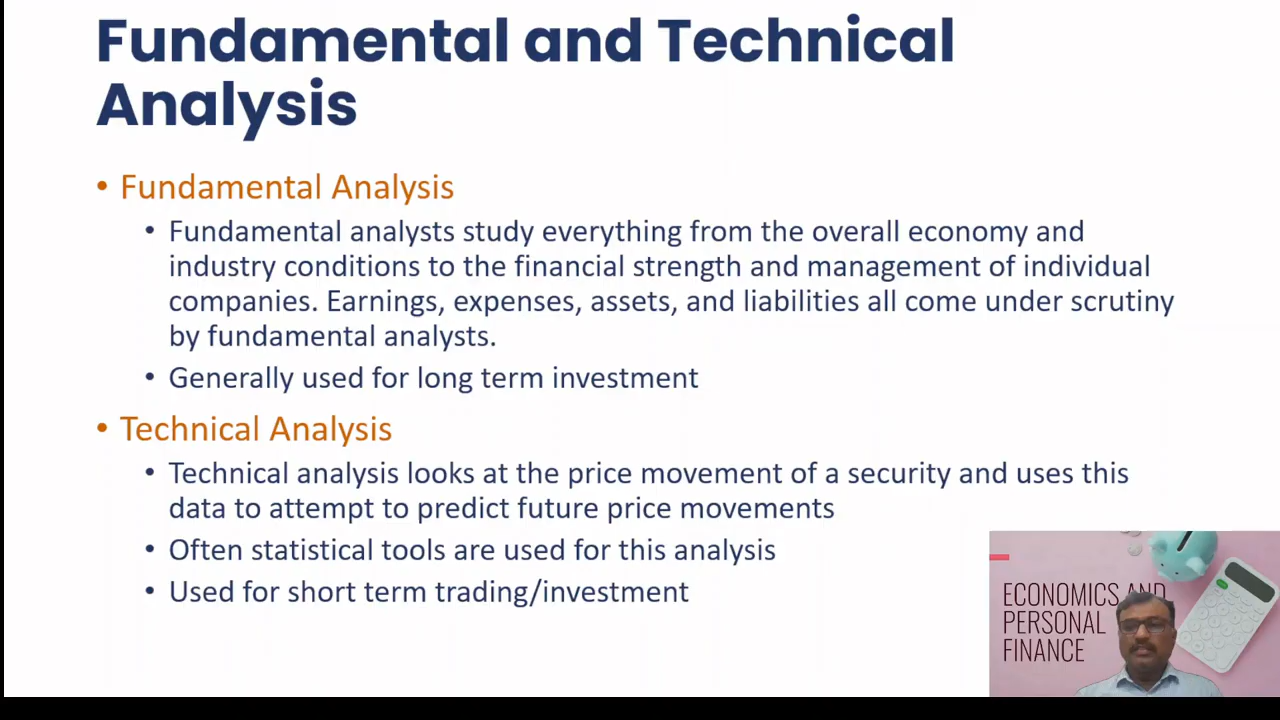 Fundamental and Technical
Analysis
• Fundamental Analysis
• Fundamental analysts study everything from the overall economy and
industry conditions to the financial strength and management of individual
companies. Earnings, expenses, assets, and liabilities all come under scrutiny
by fundamental analysts.
• Generally used for long term investment
• Technical Analysis
• Technical analysis looks at the price movement of a security and uses this
data to attempt to predict future price movements
• Often statistical tools are used for this analysis
• Used for short term trading/investment
ECONOMICS AND
PERSONAL
FINANCE